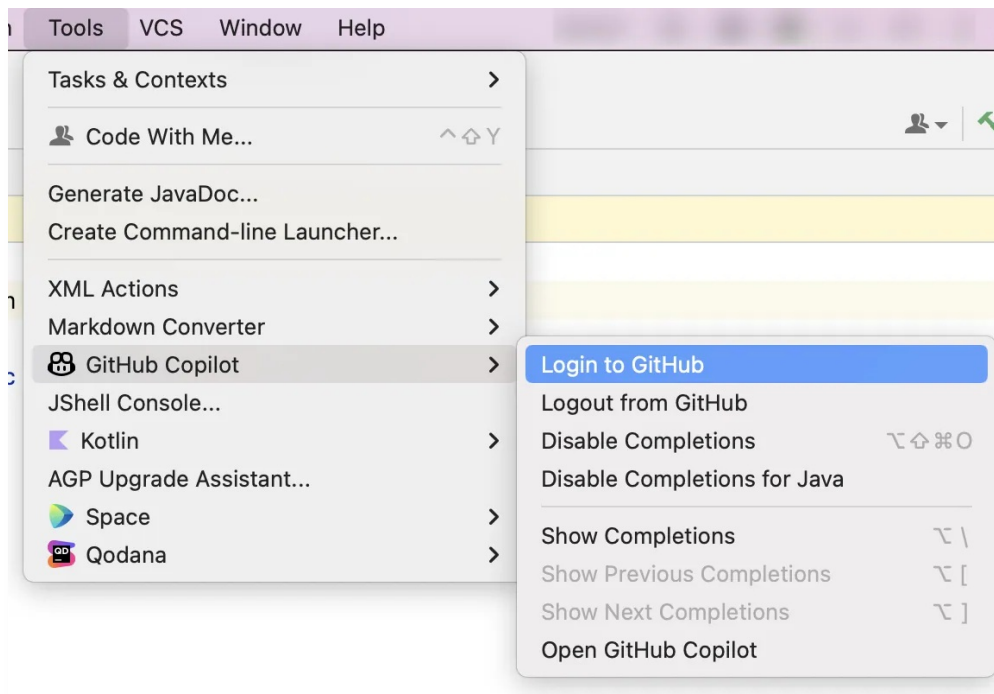 Tools VCS Window Help
Tasks & Contexts
Code With Me... ^⇧Y
Generate JavaDoc...
Create Command-line Launcher...
XML Actions
Markdown Converter
GitHub Copilot
JShell Console...
Kotlin
AGP Upgrade Assistant...
Space
QD Qodana
Login to GitHub
Logout from GitHub
Disable Completions ⌥⇧⌘O
Disable Completions for Java
Show Completions ⌥\
Show Previous Completions ⌥[
Show Next Completions ⌥]
Open GitHub Copilot